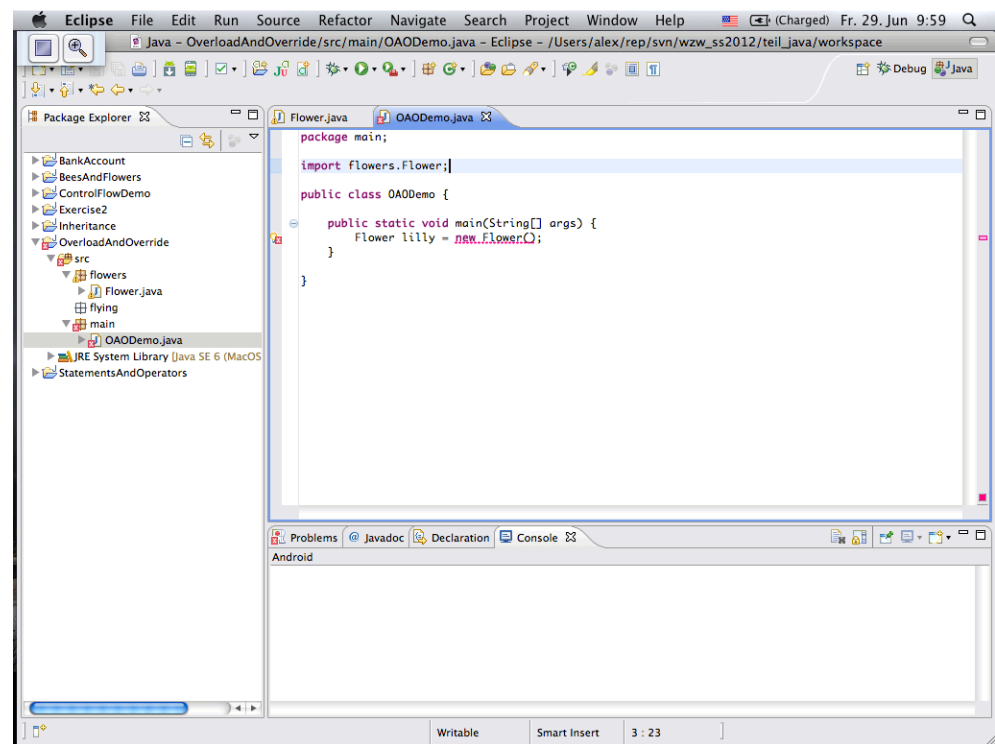 Eclipse File Edit Run Source Refactor Navigate Search Project Window Help (Charged) Fr. 29. Jun 9:59
Java - OverloadAndOverride/src/main/OAODemo.java - Eclipse - /Users/alex/rep/svn/wzw_ss2012/teil_java/workspace
Debug Java
Package Explorer
BankAccount
BeesAndFlowers
ControlFlowDemo
Exercise2
Inheritance
OverloadAndOverride
src
flowers
Flower.java
flying
main
OAODemo.java
JRE System Library [Java SE 6 (MacOS
StatementsAndOperators
Flower.java OAODemo.java
package main;
import flowers.Flower;
public class OAODemo {
public static void main(String[] args) {
Flower lilly = new Flower();
}
}
Problems @ Javadoc Declaration Console
Android
Writable Smart Insert 3 : 23